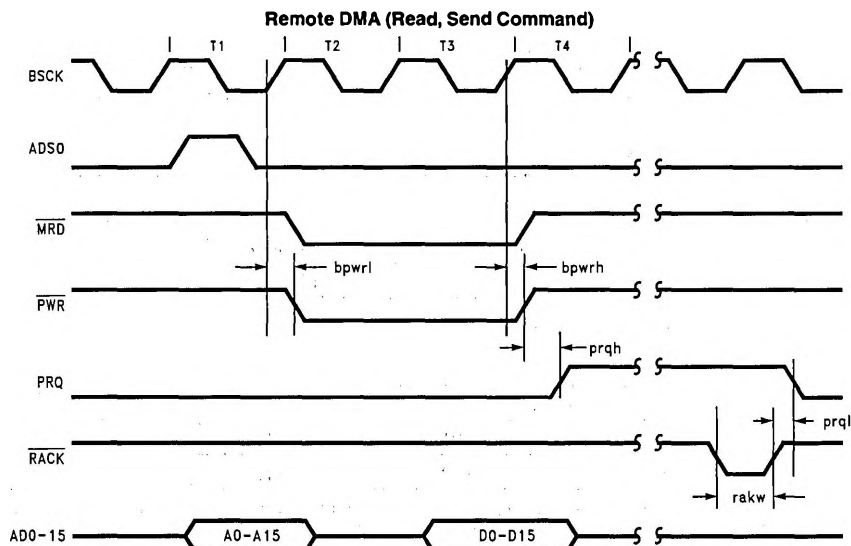 Remote DMA (Read, Send Command)
T1 T2 T3 T4
BSCK
ADS0
MRD
bpwrl bpwrh
PWR
prqh
PRQ
prql
RACK
rakw
AD0-15 A0-A15 D0-D15